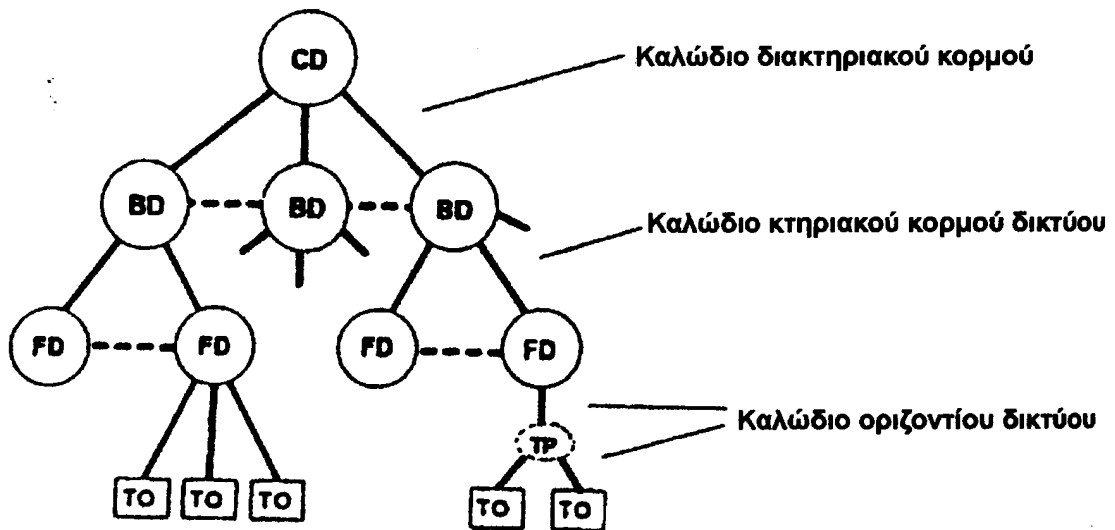 CD
Καλώδιο διακτηριακού κορμού
BD BD BD
Καλώδιο κτηριακού κορμού δικτύου
FD FD FD FD
Καλώδιο οριζοντίου δικτύου
TP
TO TO TO TO TO